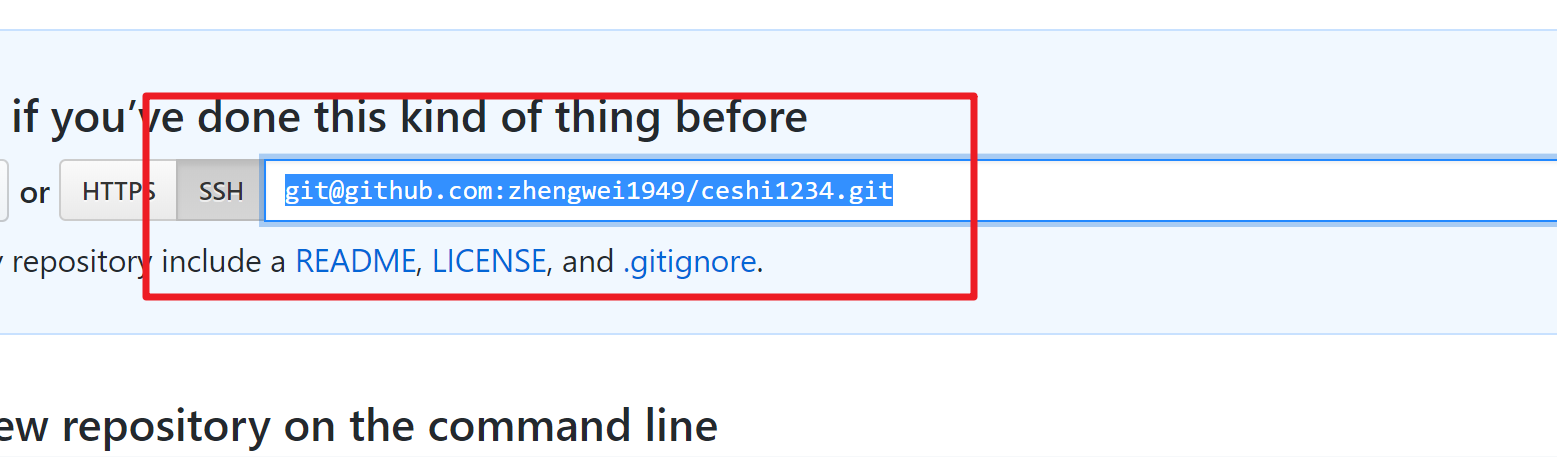 if you’ve done this kind of thing before
or HTTPS SSH git@github.com:zhengwei1949/ceshi1234.git
repository include a README, LICENSE, and .gitignore.
repository on the command line